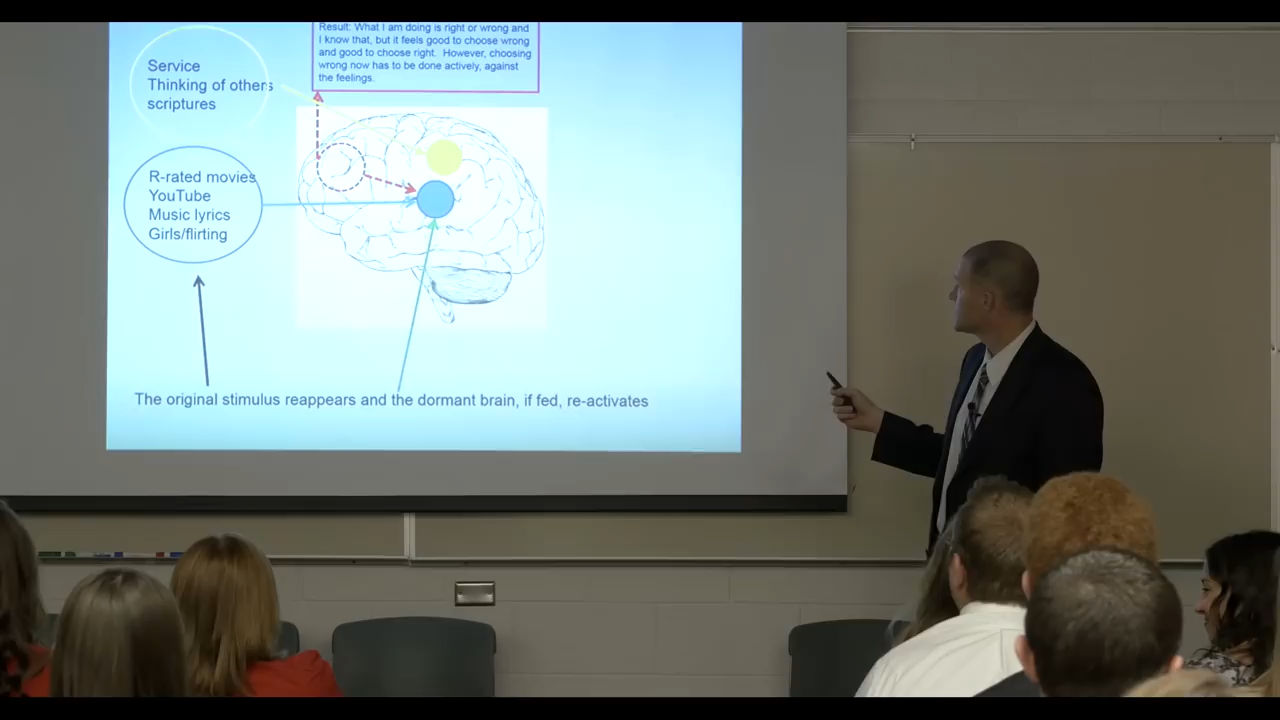 Result: What I am doing is right or wrong and
I know that, but it feels good to choose wrong
and good to choose right. However, choosing
wrong now has to be done actively, against
the feelings.
Service
Thinking of others
scriptures
R-rated movies
YouTube
Music lyrics
Girls/flirting
The original stimulus reappears and the dormant brain, if fed, re-activates